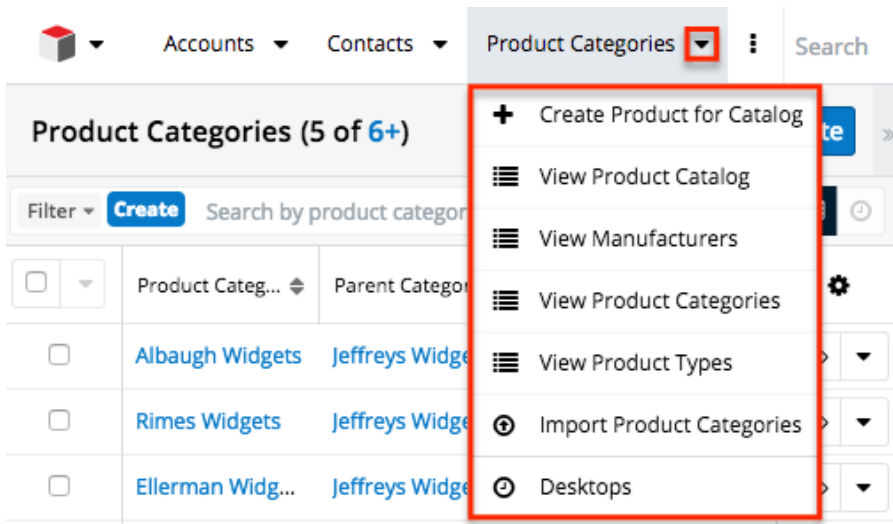 Accounts Contacts Product Categories Search
Product Categories (5 of 6+)
Create Product for Catalog
View Product Catalog
Filter Create Search by product categor
View Manufacturers
Product Categ... Parent Categor
View Product Categories
Albaugh Widgets Jeffreys Widge
View Product Types
Rimes Widgets Jeffreys Widge
Import Product Categories
Ellerman Widg... Jeffreys Widge
Desktops